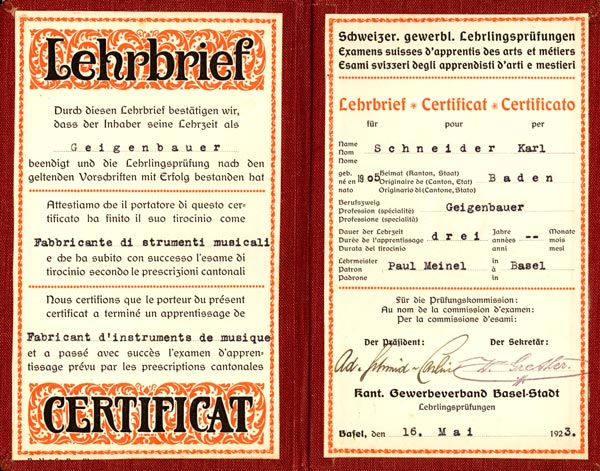 Lehrbrief
Durch diesen Lehrbrief bestätigen wir,
dass der Inhaber seine Lehrzeit als
Geigenbauer
beendigt und die Lehrlingsprüfung nach den
geltenden Vorschriften mit Erfolg bestanden hat
Attestiamo che il portatore di questo cer-
tificato ha finito il suo tirocinio come
Fabbricante di strumenti musicali
e che ha subito con successo l'esame di
tirocinio secondo le prescrizioni cantonali
Nous certifions que le porteur du présent
certificat a terminé un apprentissage de
Fabricant d'instruments de musique
et a passé avec succès l'examen d'appren-
tissage prévu par les prescriptions cantonales
CERTIFICAT
Schweizer. gewerbl. Lehrlingsprüfungen
Examens suisses d'apprentis des arts et métiers
Esami svizzeri degli apprendisti d'arti e mestieri
Lehrbrief * Certificat * Certificato
für pour per
Name
Nom Schneider Karl
Nome
geb. Heimat (Kanton, Staat)
né en 1905 Originaire de (Canton, Etat) Baden
nato Originario di (Cantone, Stato)
Berufszweig
Profession (spécialité) Geigenbauer
Professione (specialità)
Dauer der Lehrzeit Jahre Monate
Durée de l'apprentissage drei années -- mois
Durata del tirocinio anni mesi
Lehrmeister in
Patron Paul Meinel à Basel
Padrone in
Für die Prüfungskommission:
Au nom de la commission d'examen:
Per la commissione d'esami:
Der Präsident: Der Sekretär:
Kant. Gewerbeverband Basel-Stadt
Lehrlingsprüfungen
Basel, den 16. Mai 1923.